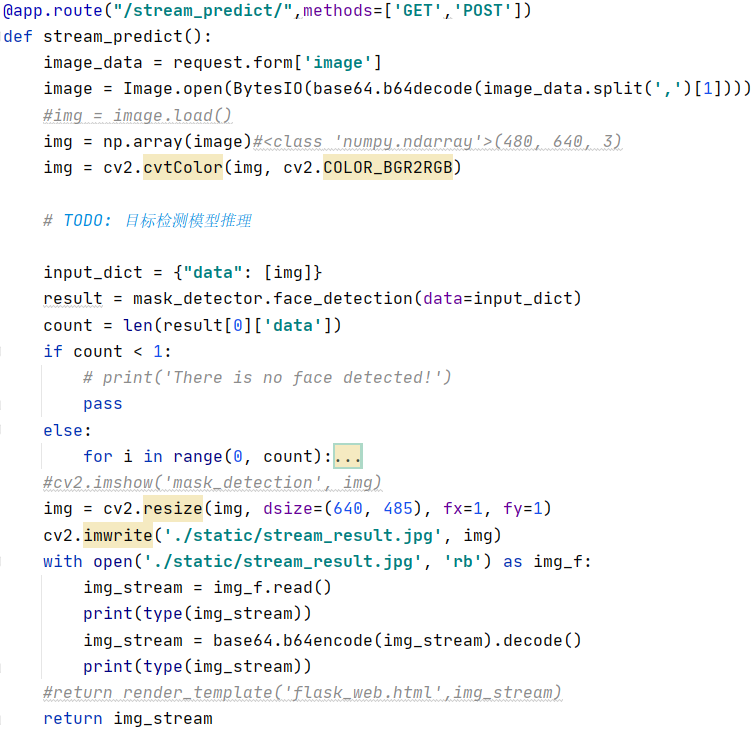 @app.route("/stream_predict/",methods=['GET','POST'])
def stream_predict():
    image_data = request.form['image']
    image = Image.open(BytesIO(base64.b64decode(image_data.split(',')[1])))
    #img = image.load()
    img = np.array(image)#<class 'numpy.ndarray'>(480, 640, 3)
    img = cv2.cvtColor(img, cv2.COLOR_BGR2RGB)
    # TODO: 目标检测模型推理
    input_dict = {"data": [img]}
    result = mask_detector.face_detection(data=input_dict)
    count = len(result[0]['data'])
    if count < 1:
        # print('There is no face detected!')
        pass
    else:
        for i in range(0, count):...
    #cv2.imshow('mask_detection', img)
    img = cv2.resize(img, dsize=(640, 485), fx=1, fy=1)
    cv2.imwrite('./static/stream_result.jpg', img)
    with open('./static/stream_result.jpg', 'rb') as img_f:
        img_stream = img_f.read()
        print(type(img_stream))
        img_stream = base64.b64encode(img_stream).decode()
        print(type(img_stream))
    #return render_template('flask_web.html',img_stream)
    return img_stream